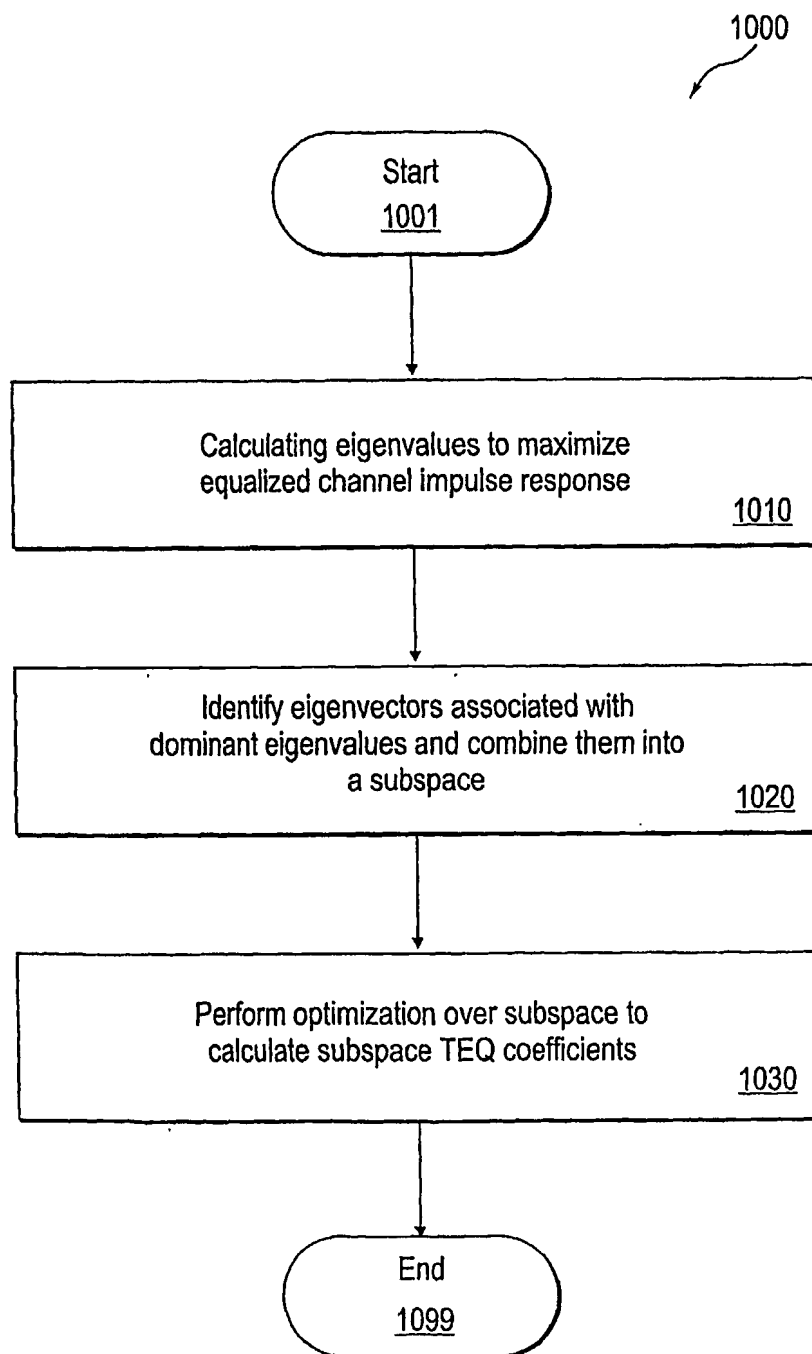 1000
Start
1001
Calculating eigenvalues to maximize
equalized channel impulse response
1010
Identify eigenvectors associated with
dominant eigenvalues and combine them into
a subspace
1020
Perform optimization over subspace to
calculate subspace TEQ coefficients
1030
End
1099